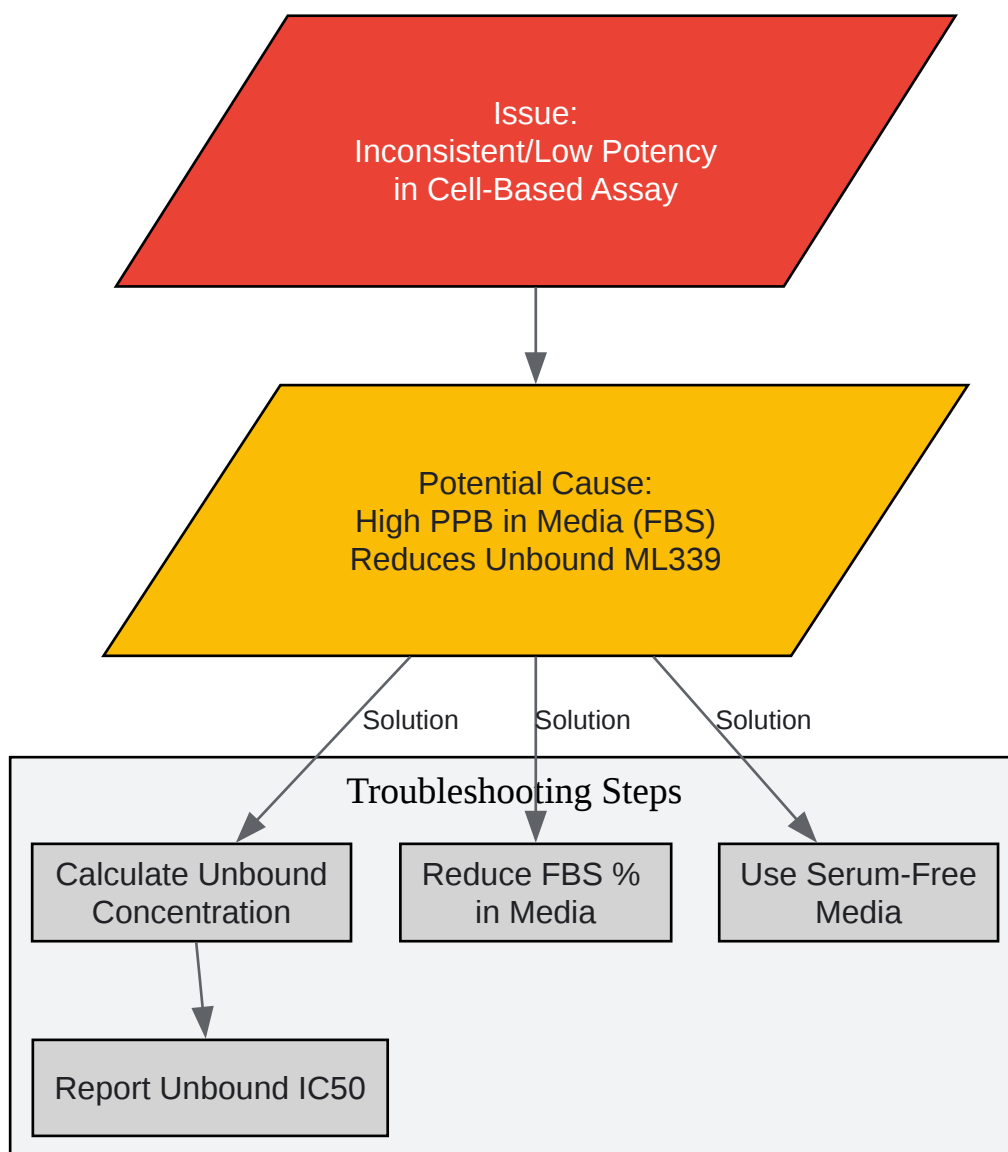 Issue:
Inconsistent/Low Potency
in Cell-Based Assay
Potential Cause:
High PPB in Media (FBS)
Reduces Unbound ML339
Solution
Solution
Solution
Troubleshooting Steps
Calculate Unbound
Concentration
Reduce FBS %
in Media
Use Serum-Free
Media
Report Unbound IC50